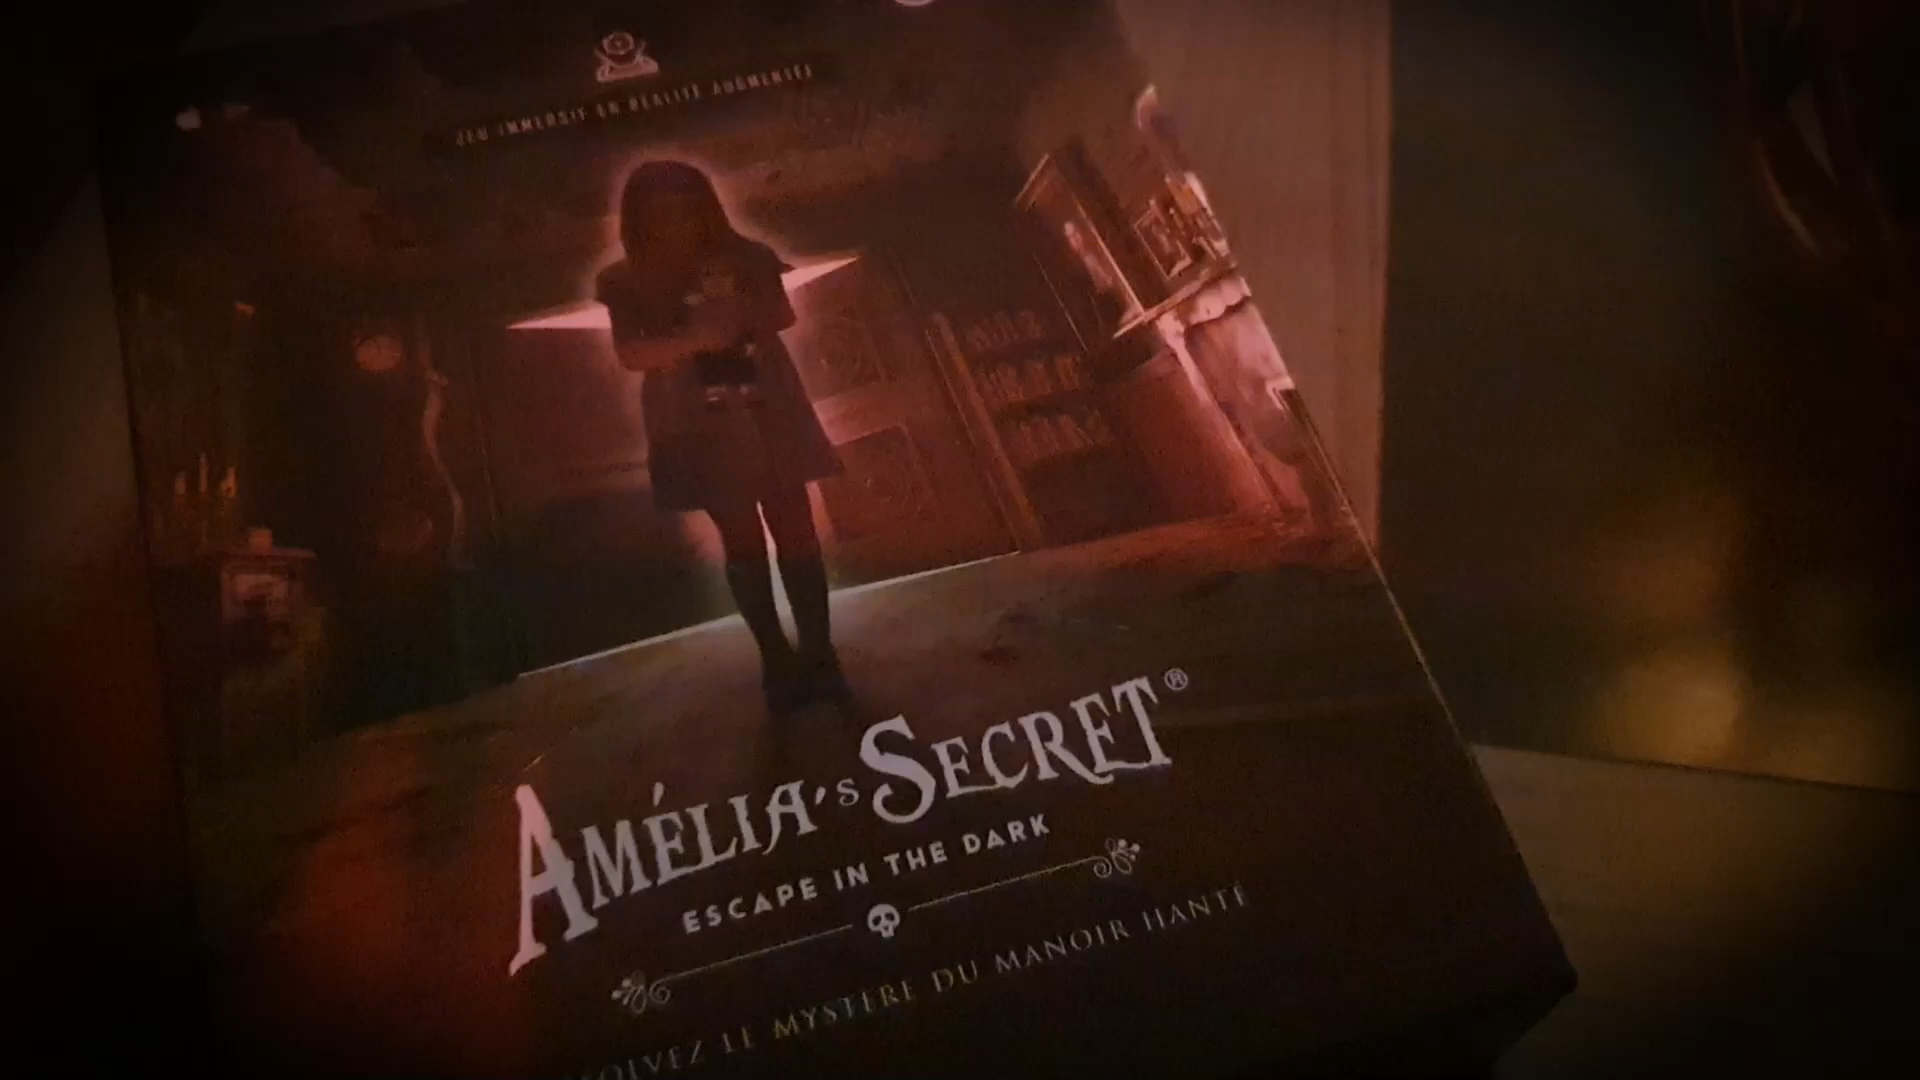 JEU IMMERSIF EN RÉALITÉ AUGMENTÉE
AMÉLIA'S SECRET®
ESCAPE IN THE DARK
LE MYSTÈRE DU MANOIR HANTÉ